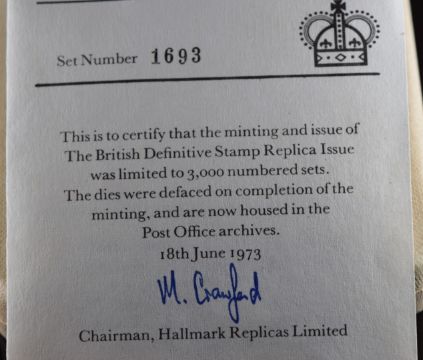 Set Number 1693
This is to certify that the minting and issue of
The British Definitive Stamp Replica Issue
was limited to 3,000 numbered sets.
The dies were defaced on completion of the
minting, and are now housed in the
Post Office archives.
18th June 1973
M. Crawford
Chairman, Hallmark Replicas Limited